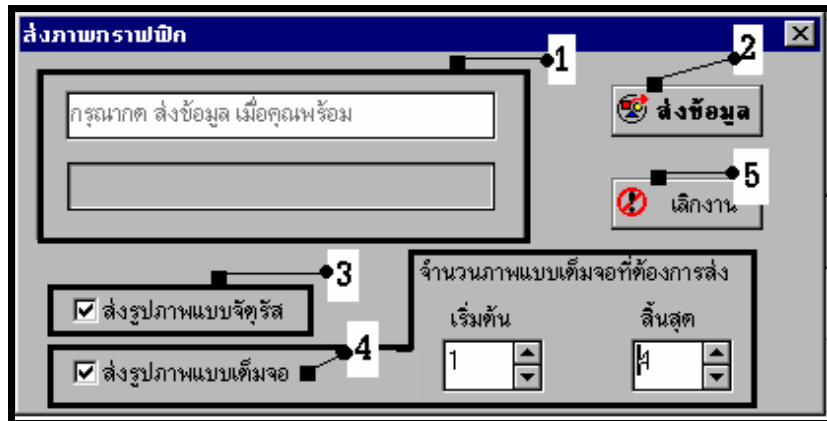 ส่งภาพกราฟฟิก
1
2
กรุณากด ส่งข้อมูล เมื่อคุณพร้อม
ส่งข้อมูล
5
เลิกงาน
3
จำนวนภาพแบบเต็มจอที่ต้องการส่ง
ส่งรูปภาพแบบจัตุรัส
เริ่มต้น
สิ้นสุด
4
ส่งรูปภาพแบบเต็มจอ
1
4